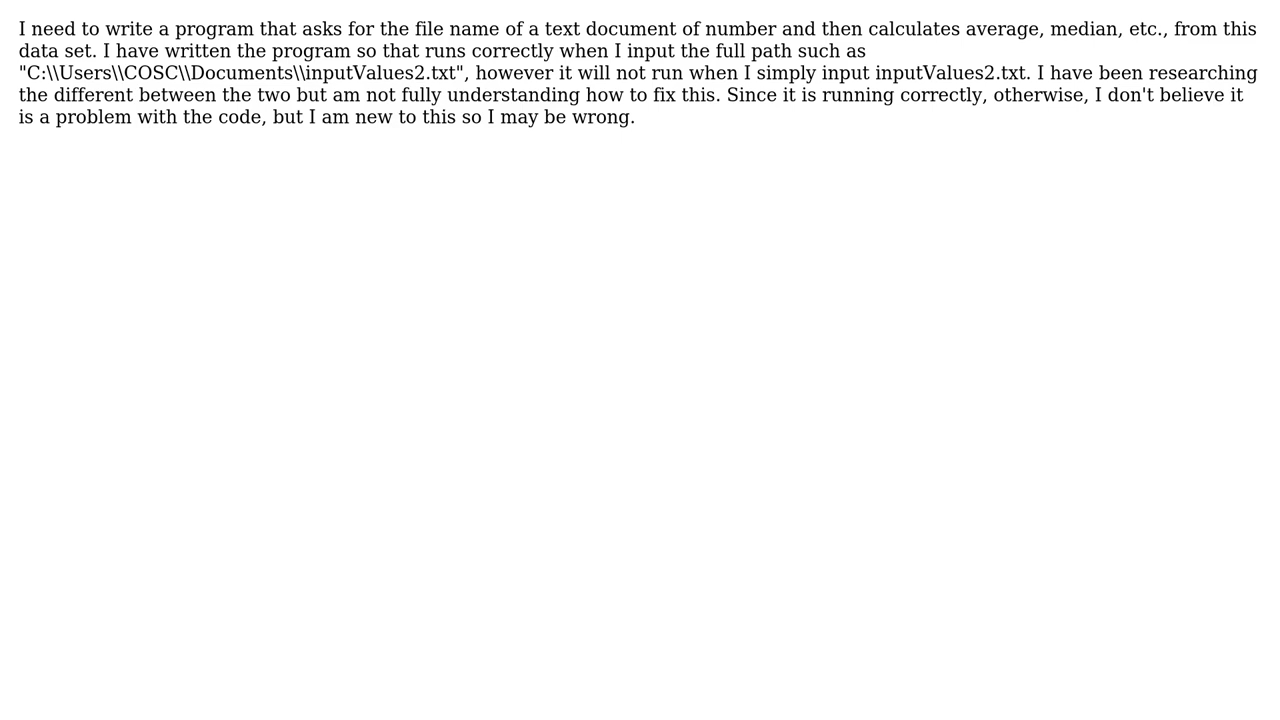 I need to write a program that asks for the file name of a text document of number and then calculates average, median, etc., from this
data set. I have written the program so that runs correctly when I input the full path such as
"C:\\Users\\COSC\\Documents\\inputValues2.txt", however it will not run when I simply input inputValues2.txt. I have been researching
the different between the two but am not fully understanding how to fix this. Since it is running correctly, otherwise, I don't believe it
is a problem with the code, but I am new to this so I may be wrong.